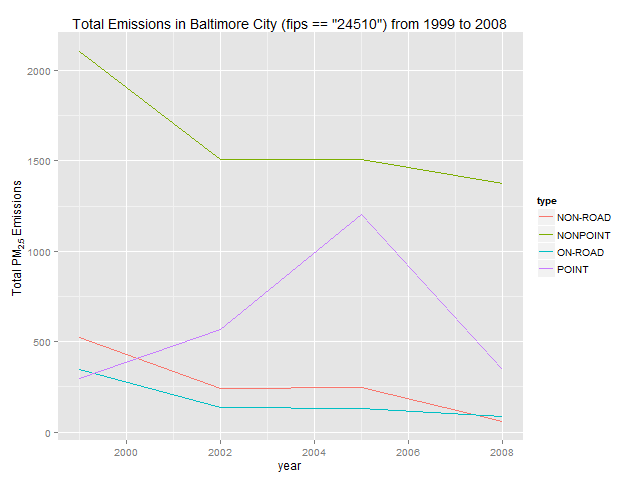 Total Emissions in Baltimore City (fips == "24510") from 1999 to 2008
Total PM2.5 Emissions
2000
1500
1000
500
0
2000
2002
2004
2006
2008
year
type
NON-ROAD
NONPOINT
ON-ROAD
POINT